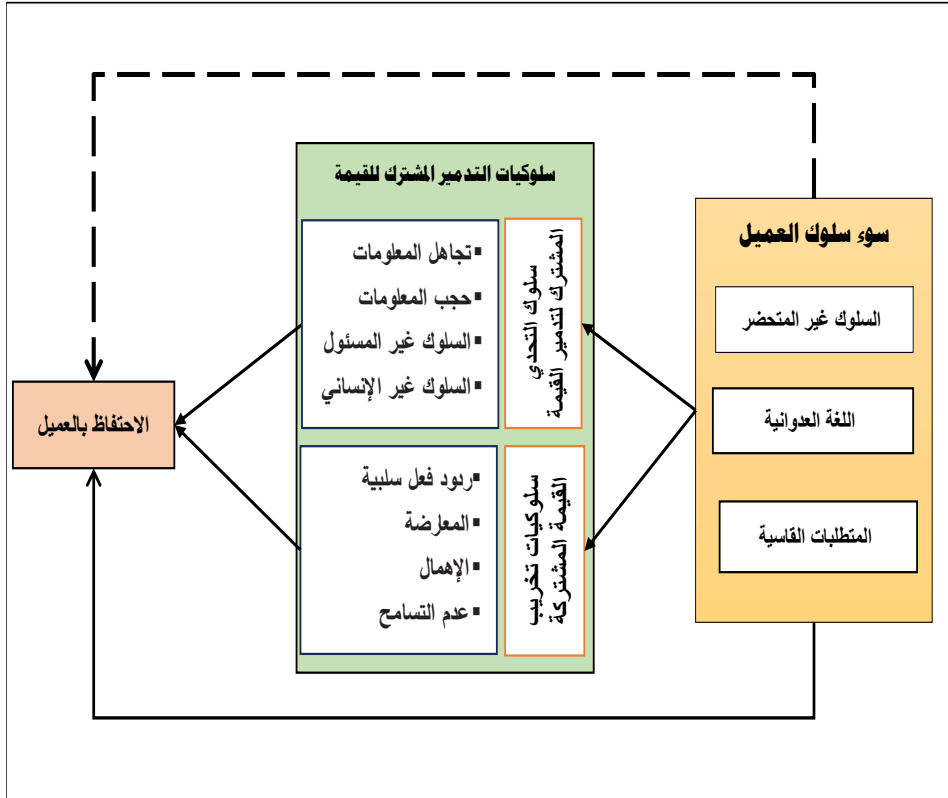 سوء سلوك العميل
السلوك غير المتحضر
اللغة العدوانية
المتطلبات القاسية
سلوكيات التدمير المشترك للقيمة
سلوك التحدي
المشترك لتدمير القيمة
▪تجاهل المعلومات
▪حجب المعلومات
▪السلوك غير المسئول
▪السلوك غير الإنساني
سلوكيات تخريب
القيمة المشتركة
▪ردود فعل سلبية
▪المعارضة
▪الإهمال
▪عدم التسامح
الاحتفاظ بالعميل